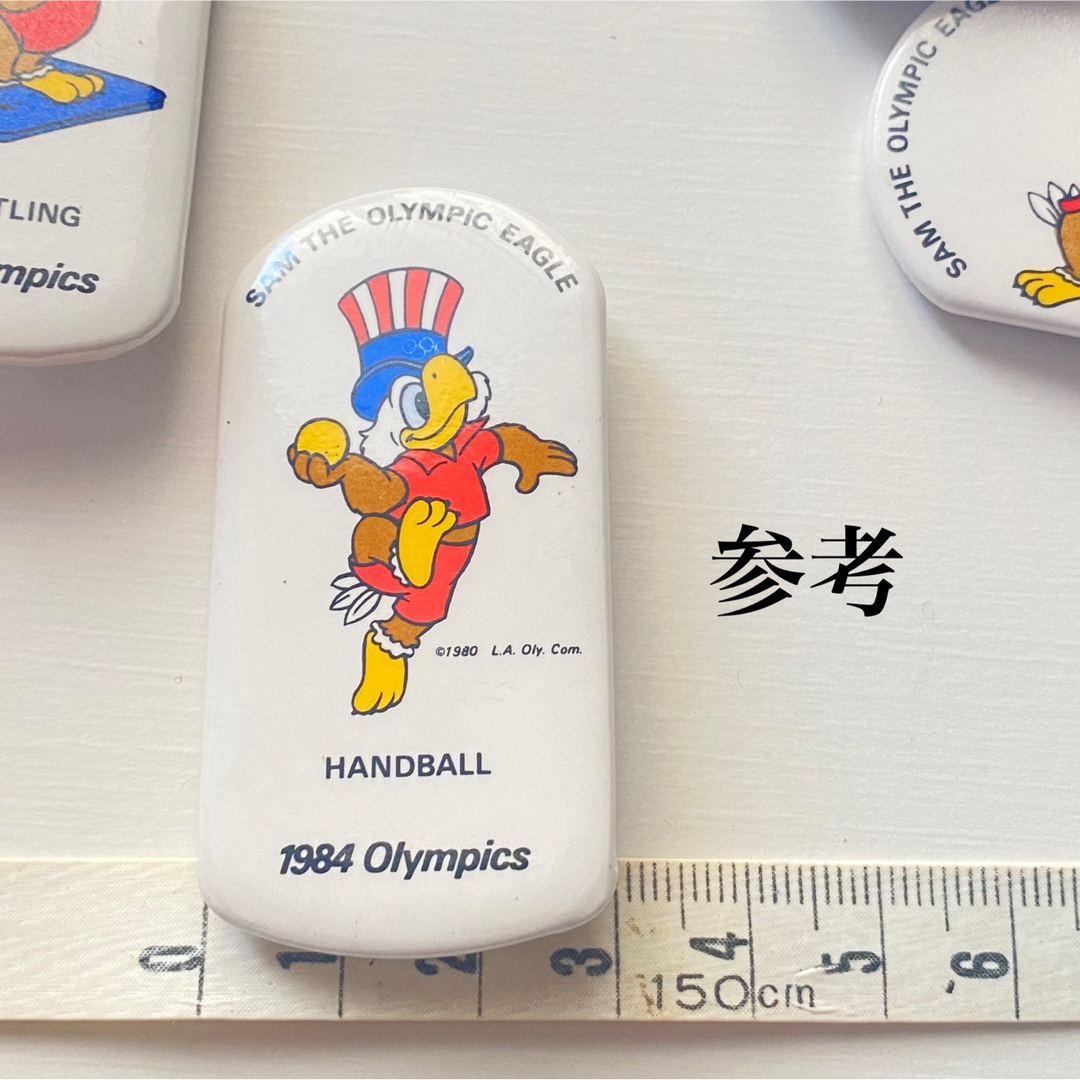 TLING
mpics
SAM THE OLYMPIC EAGLE
SAM THE OLYMPIC EAG
参考
©1980 L.A. Oly. Com.
HANDBALL
1984 Olympics
0 1 2 3 4 5 6
150cm